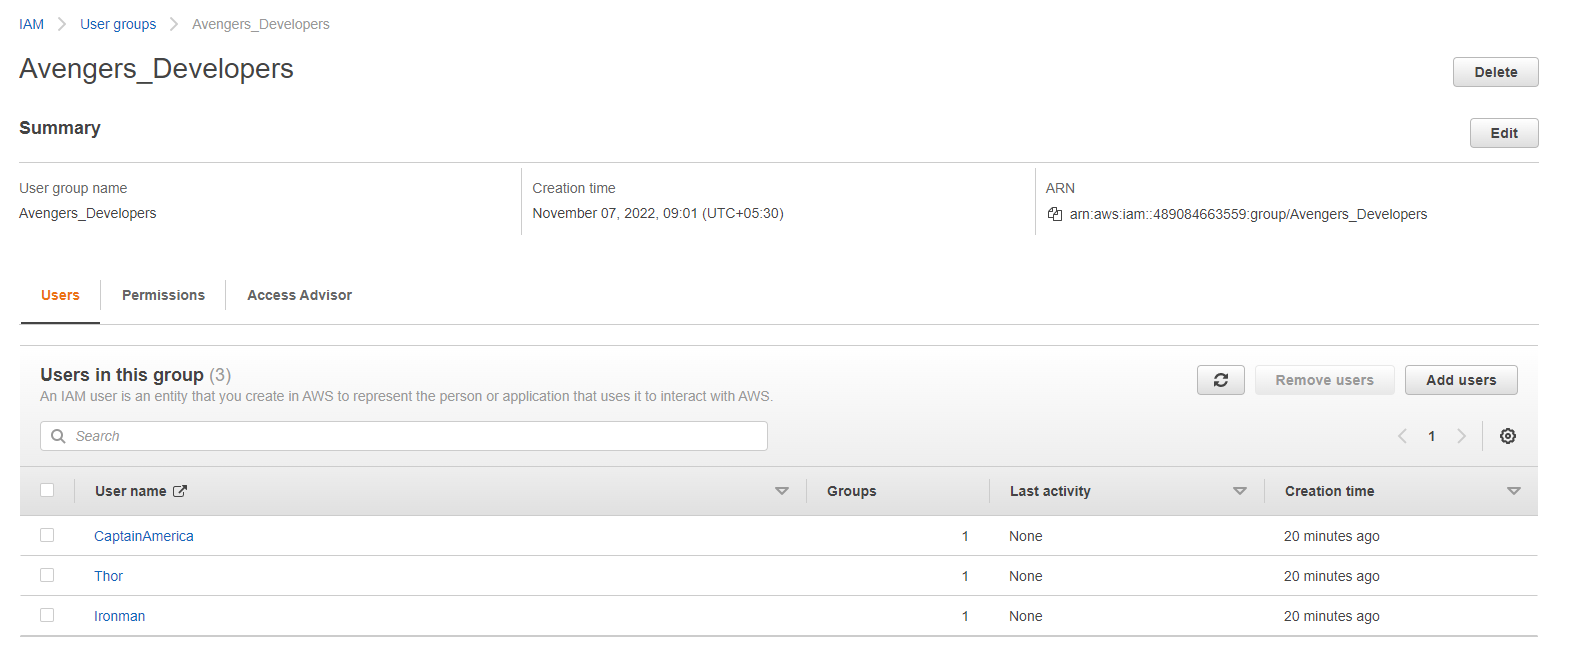 IAM User groups Avengers_Developers
Avengers_Developers
Delete
Summary
Edit
User group name
Creation time
ARN
Avengers_Developers
November 07, 2022, 09:01 (UTC+05:30)
arn:aws:iam::489084663559:group/Avengers_Developers
Users Permissions Access Advisor
Users in this group (3)
Remove users
Add users
An IAM user is an entity that you create in AWS to represent the person or application that uses it to interact with AWS.
Search
1
User name Groups Last activity Creation time
CaptainAmerica 1 None 20 minutes ago
Thor 1 None 20 minutes ago
Ironman 1 None 20 minutes ago